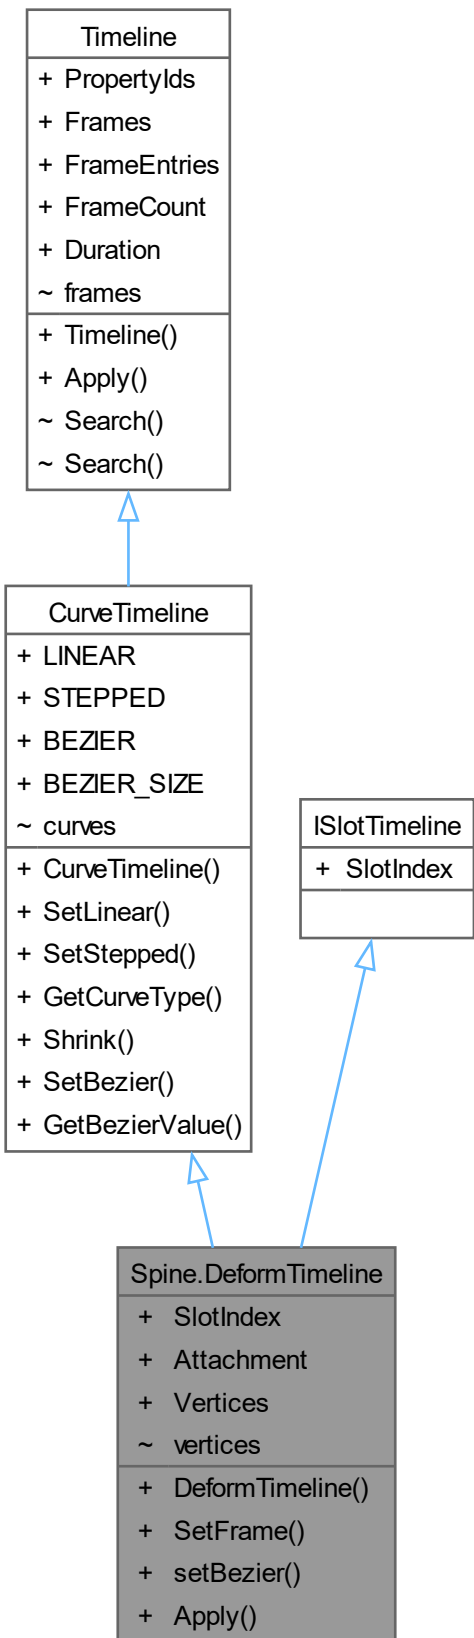 Timeline
+ PropertyIds
+ Frames
+ FrameEntries
+ FrameCount
+ Duration
~ frames
+ Timeline()
+ Apply()
~ Search()
~ Search()
CurveTimeline
+ LINEAR
+ STEPPED
+ BEZIER
+ BEZIER_SIZE
~ curves
+ CurveTimeline()
+ SetLinear()
+ SetStepped()
+ GetCurveType()
+ Shrink()
+ SetBezier()
+ GetBezierValue()
ISlotTimeline
+ SlotIndex
Spine.DeformTimeline
+ SlotIndex
+ Attachment
+ Vertices
~ vertices
+ DeformTimeline()
+ SetFrame()
+ setBezier()
+ Apply()